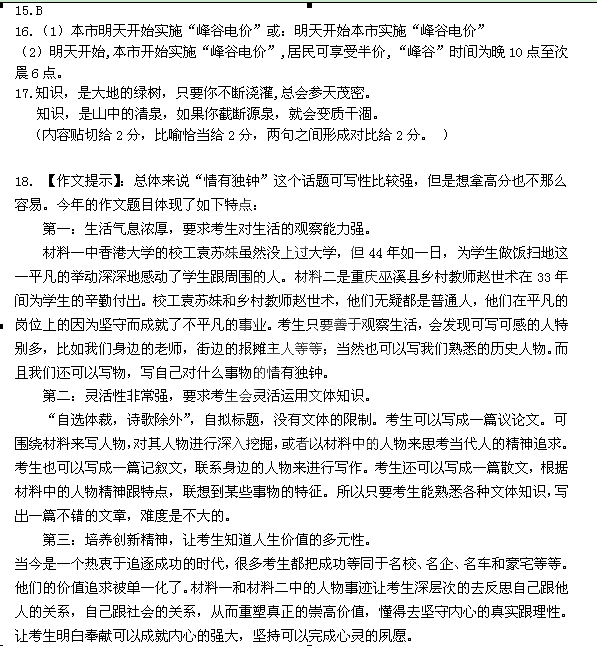 15.B
16.（1）本市明天开始实施“峰谷电价”或：明天开始本市实施“峰谷电价”
（2）明天开始,本市开始实施“峰谷电价”,居民可享受半价,“峰谷”时间为晚10点至次
晨6点。
17.知识，是大地的绿树，只要你不断浇灌,总会参天茂密。
知识，是山中的清泉，如果你截断源泉，就会变质干涸。
（内容贴切给2分，比喻恰当给2分，两句之间形成对比给2分。）
18.【作文提示】：总体来说“情有独钟”这个话题可写性比较强，但是想拿高分也不那么
容易。今年的作文题目体现了如下特点：
第一：生活气息浓厚，要求考生对生活的观察能力强。
材料一中香港大学的校工袁苏妹虽然没上过大学，但44年如一日，为学生做饭扫地这
一平凡的举动深深地感动了学生跟周围的人。材料二是重庆巫溪县乡村教师赵世术在33年
间为学生的辛勤付出。校工袁苏妹和乡村教师赵世术，他们无疑都是普通人，他们在平凡的
岗位上的因为坚守而成就了不平凡的事业。考生只要善于观察生活，会发现可写可感的人特
别多，比如我们身边的老师，街边的报摊主人等等；当然也可以写我们熟悉的历史人物。而
且我们还可以写物，写自己对什么事物的情有独钟。
第二：灵活性非常强，要求考生会灵活运用文体知识。
“自选体裁，诗歌除外”，自拟标题，没有文体的限制。考生可以写成一篇议论文。可
围绕材料来写人物,对其人物进行深入挖掘,或者以材料中的人物来思考当代人的精神追求。
考生也可以写成一篇记叙文，联系身边的人物来进行写作。考生还可以写成一篇散文，根据
材料中的人物精神跟特点，联想到某些事物的特征。所以只要考生能熟悉各种文体知识,写
出一篇不错的文章，难度是不大的。
第三：培养创新精神，让考生知道人生价值的多元性。
当今是一个热衷于追逐成功的时代，很多考生都把成功等同于名校、名企、名车和豪宅等等。
他们的价值追求被单一化了。材料一和材料二中的人物事迹让考生深层次的去反思自己跟他
人的关系，自己跟社会的关系，从而重塑真正的崇高价值，懂得去坚守内心的真实跟理性。
让考生明白奉献可以成就内心的强大，坚持可以完成心灵的夙愿。